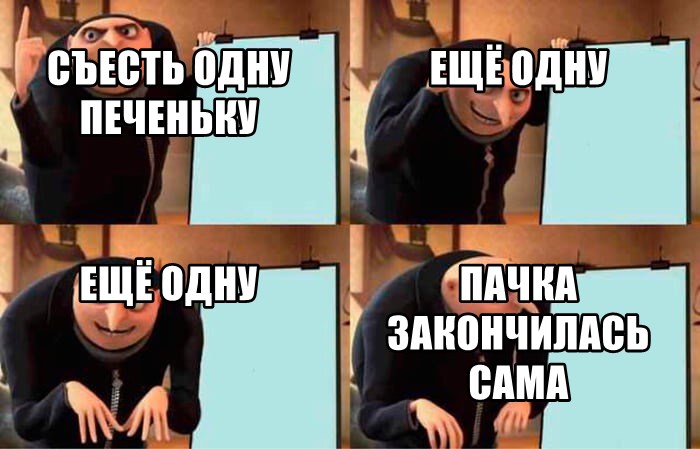 СЪЕСТЬ ОДНУ
ПЕЧЕНЬКУ
ЕЩЁ ОДНУ
ЕЩЁ ОДНУ
ПАЧКА
ЗАКОНЧИЛАСЬ
САМА